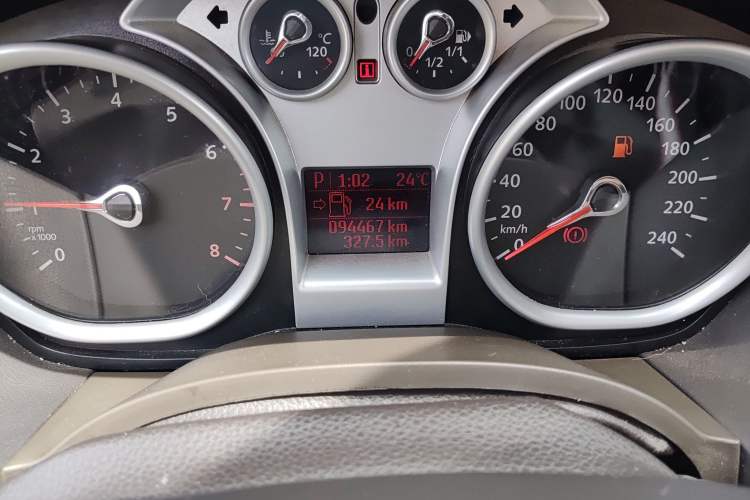 °C
120
0 1/2 1/1
3 4 5
2 6
7
rpm
x1000
0 8
P 1:02 24°C
24 km
094467 km
327.5 km
100 120 140
80 160
60 180
40 200
20 220
km/h
0 240